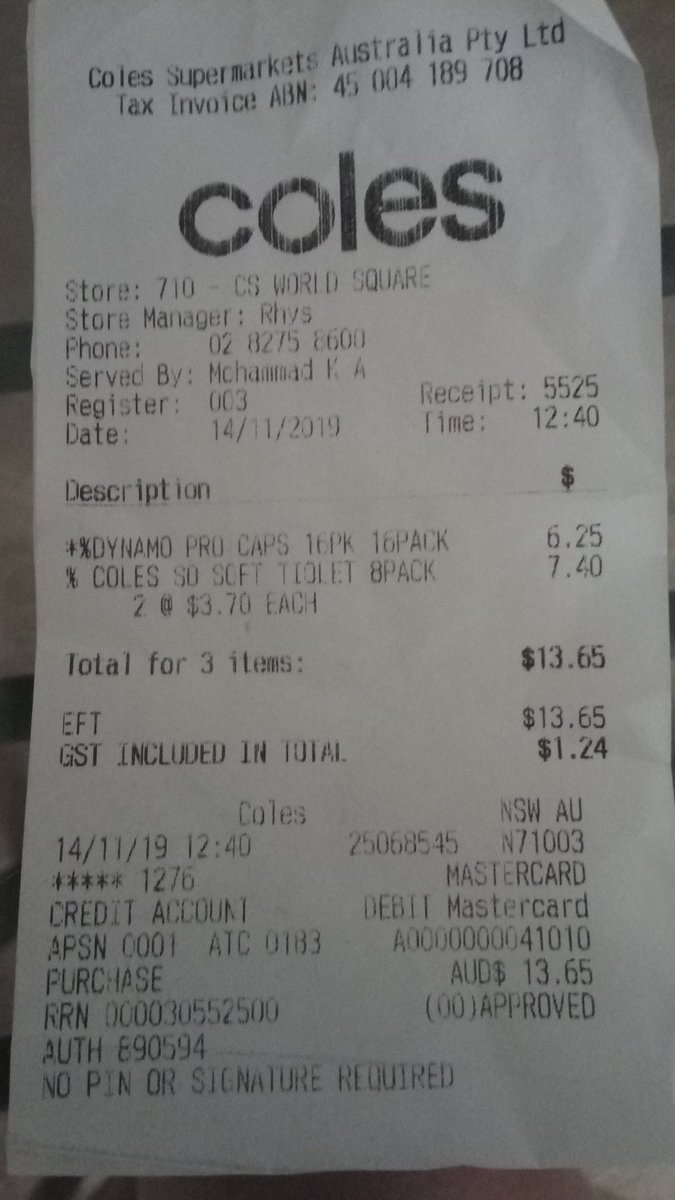 Coles Supermarkets Australia Pty Ltd
Tax Invoice ABN: 45 004 189 708
coles
Store: 710 - CS WORLD SQUARE
Store Manager: Rhys
Phone: 02 8275 8600
Served By: Mohammad K A
Register: 003 Receipt: 5525
Date: 14/11/2019 Time: 12:40
Description $
*%DYNAMO PRO CAPS 16PK 16PACK 6.25
% COLES SO SOFT TIOLET 8PACK 7.40
2 @ $3.70 EACH
Total for 3 items: $13.65
EFT $13.65
GST INCLUDED IN TOTAL $1.24
Coles NSW AU
14/11/19 12:40 25068545 N71003
***** 1276 MASTERCARD
CREDIT ACCOUNT DEBIT Mastercard
APSN 0001 ATC 0183 A0000000041010
PURCHASE AUD$ 13.65
RRN 000030552500 (00)APPROVED
AUTH 890594
NO PIN OR SIGNATURE REQUIRED